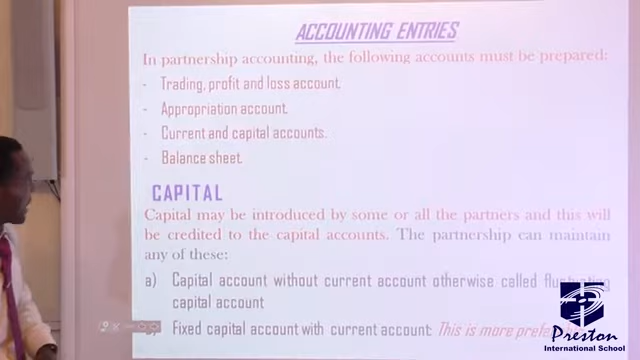 ACCOUNTING ENTRIES
In partnership accounting, the following accounts must be prepared:
- Trading, profit and loss account.
- Appropriation account.
- Current and capital accounts.
- Balance sheet.
CAPITAL
Capital may be introduced by some or all the partners and this will
be credited to the capital accounts. The partnership can maintain
any of these:
a) Capital account without current account otherwise called fluctuating
capital account
Fixed capital account with current account: This is more
Preston
International School